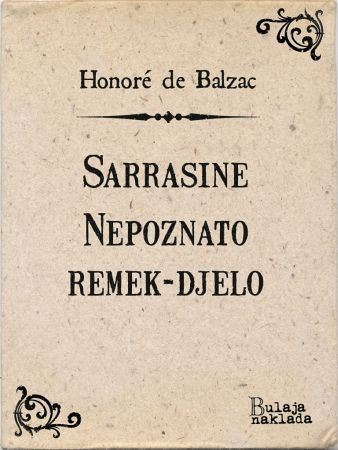 Honoré de Balzac
SARRASINE
NEPOZNATO
REMEK-DJELO
Bulaja
naklada